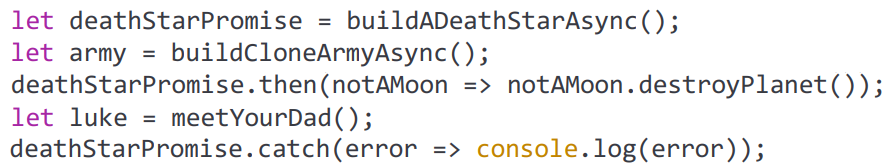 let deathStarPromise = buildADeathStarAsync();
let army = buildCloneArmyAsync();
deathStarPromise.then(notAMoon => notAMoon.destroyPlanet());
let luke = meetYourDad();
deathStarPromise.catch(error => console.log(error));